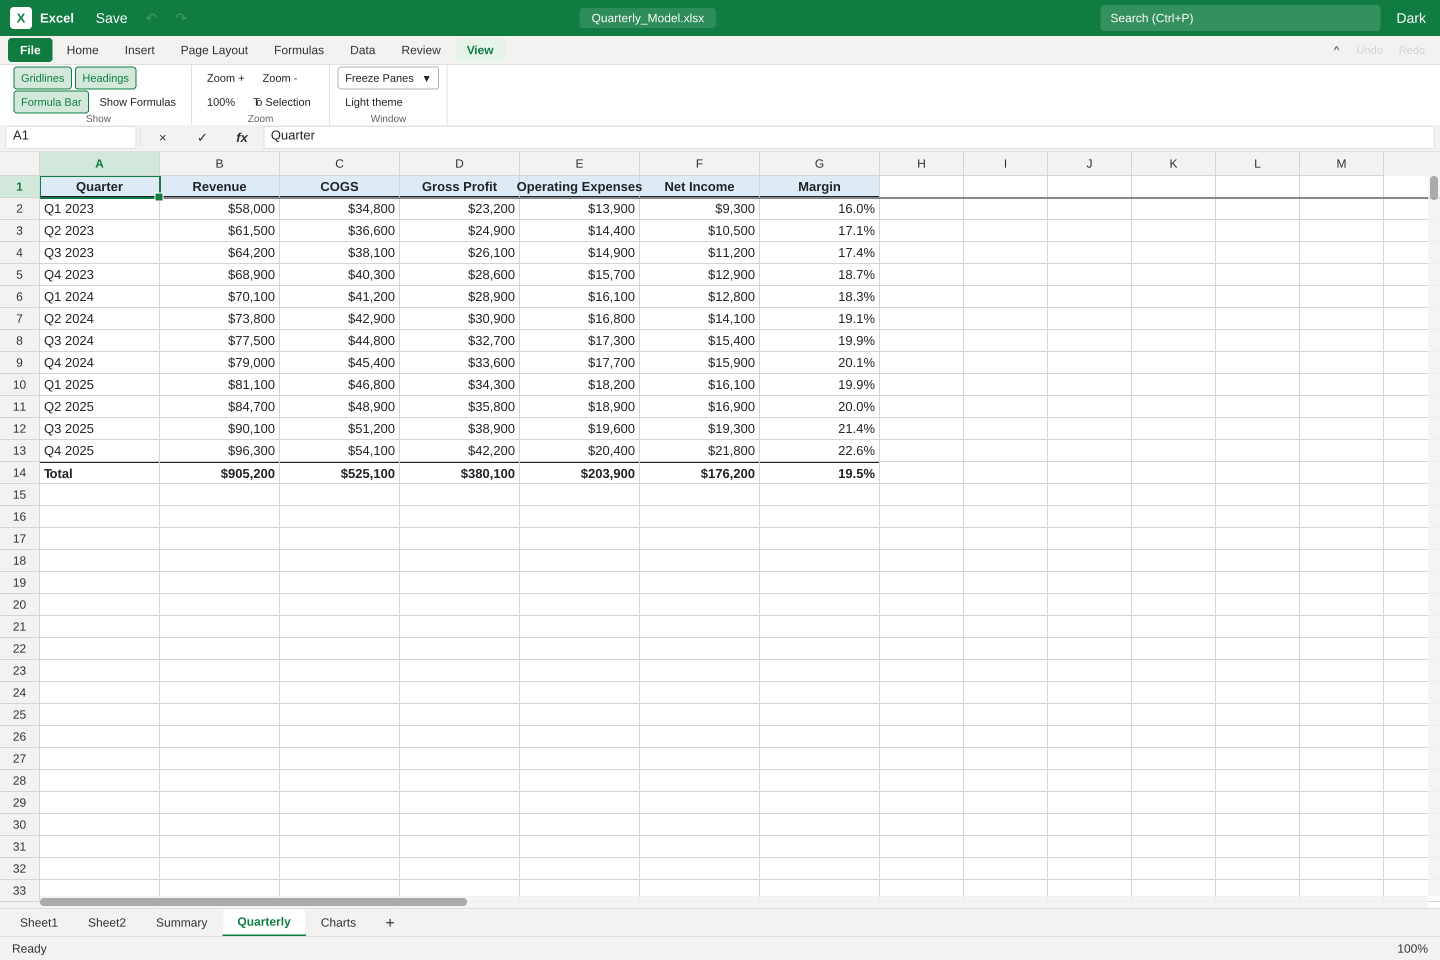 X Excel Save ↶ ↷ Quarterly_Model.xlsx Search (Ctrl+P) Dark
File Home Insert Page Layout Formulas Data Review View ^ Undo Redo
Gridlines Headings Zoom + Zoom - Freeze Panes ▼
Formula Bar Show Formulas 100% To Selection Light theme
Show Zoom Window
A1 × ✓ fx Quarter
A B C D E F G H I J K L M
1 Quarter Revenue COGS Gross Profit Operating Expenses Net Income Margin
2 Q1 2023 $58,000 $34,800 $23,200 $13,900 $9,300 16.0%
3 Q2 2023 $61,500 $36,600 $24,900 $14,400 $10,500 17.1%
4 Q3 2023 $64,200 $38,100 $26,100 $14,900 $11,200 17.4%
5 Q4 2023 $68,900 $40,300 $28,600 $15,700 $12,900 18.7%
6 Q1 2024 $70,100 $41,200 $28,900 $16,100 $12,800 18.3%
7 Q2 2024 $73,800 $42,900 $30,900 $16,800 $14,100 19.1%
8 Q3 2024 $77,500 $44,800 $32,700 $17,300 $15,400 19.9%
9 Q4 2024 $79,000 $45,400 $33,600 $17,700 $15,900 20.1%
10 Q1 2025 $81,100 $46,800 $34,300 $18,200 $16,100 19.9%
11 Q2 2025 $84,700 $48,900 $35,800 $18,900 $16,900 20.0%
12 Q3 2025 $90,100 $51,200 $38,900 $19,600 $19,300 21.4%
13 Q4 2025 $96,300 $54,100 $42,200 $20,400 $21,800 22.6%
14 Total $905,200 $525,100 $380,100 $203,900 $176,200 19.5%
15
16
17
18
19
20
21
22
23
24
25
26
27
28
29
30
31
32
33
Sheet1 Sheet2 Summary Quarterly Charts +
Ready 100%